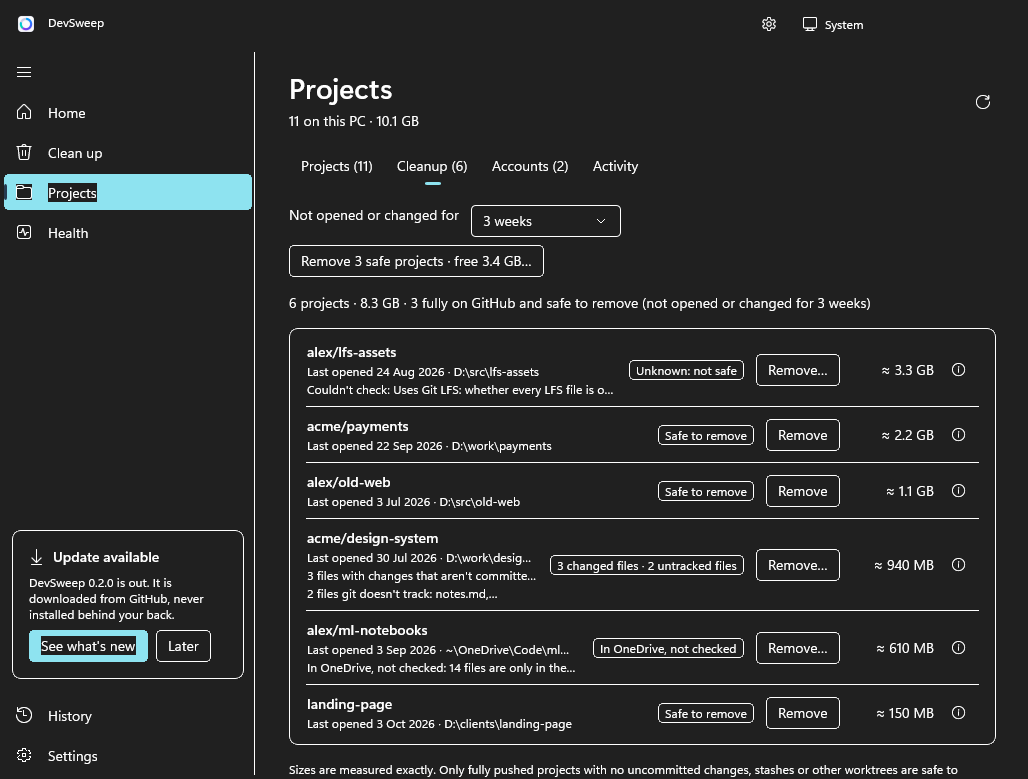 DevSweep
System
Home
Clean up
Projects
Health
Update available
DevSweep 0.2.0 is out. It is
downloaded from GitHub, never
installed behind your back.
See what's new
Later
History
Settings
Projects
11 on this PC · 10.1 GB
Projects (11)
Cleanup (6)
Accounts (2)
Activity
Not opened or changed for
3 weeks
Remove 3 safe projects · free 3.4 GB...
6 projects · 8.3 GB · 3 fully on GitHub and safe to remove (not opened or changed for 3 weeks)
alex/lfs-assets
Last opened 24 Aug 2026 · D:\src\lfs-assets
Couldn't check: Uses Git LFS: whether every LFS file is o...
Unknown: not safe
Remove...
≈ 3.3 GB
acme/payments
Last opened 22 Sep 2026 · D:\work\payments
Safe to remove
Remove
≈ 2.2 GB
alex/old-web
Last opened 3 Jul 2026 · D:\src\old-web
Safe to remove
Remove
≈ 1.1 GB
acme/design-system
Last opened 30 Jul 2026 · D:\work\desig...
3 files with changes that aren't committe...
2 files git doesn't track: notes.md,...
3 changed files · 2 untracked files
Remove...
≈ 940 MB
alex/ml-notebooks
Last opened 3 Sep 2026 · ~\OneDrive\Code\ml...
In OneDrive, not checked: 14 files are only in the...
In OneDrive, not checked
Remove...
≈ 610 MB
landing-page
Last opened 3 Oct 2026 · D:\clients\landing-page
Safe to remove
Remove
≈ 150 MB
Sizes are measured exactly. Only fully pushed projects with no uncommitted changes, stashes or other worktrees are safe to